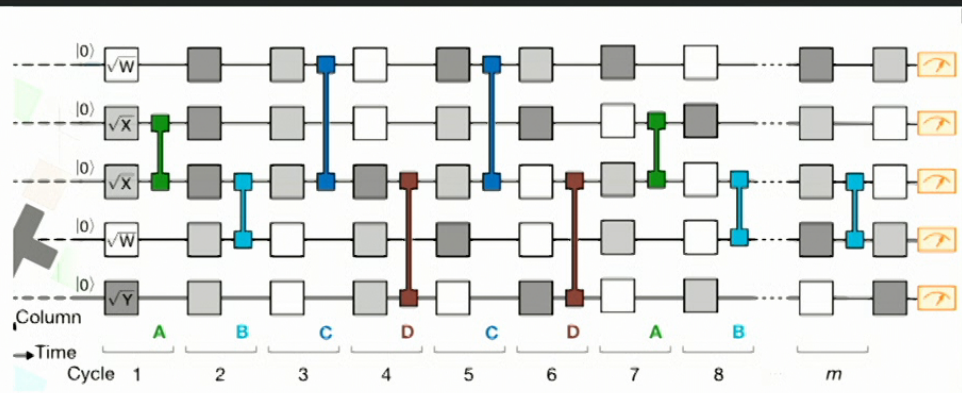 |0⟩ √W
|0⟩ √X
|0⟩ √X
|0⟩ √W
|0⟩ √Y
Column A B C D C D A B
Time
Cycle 1 2 3 4 5 6 7 8 m